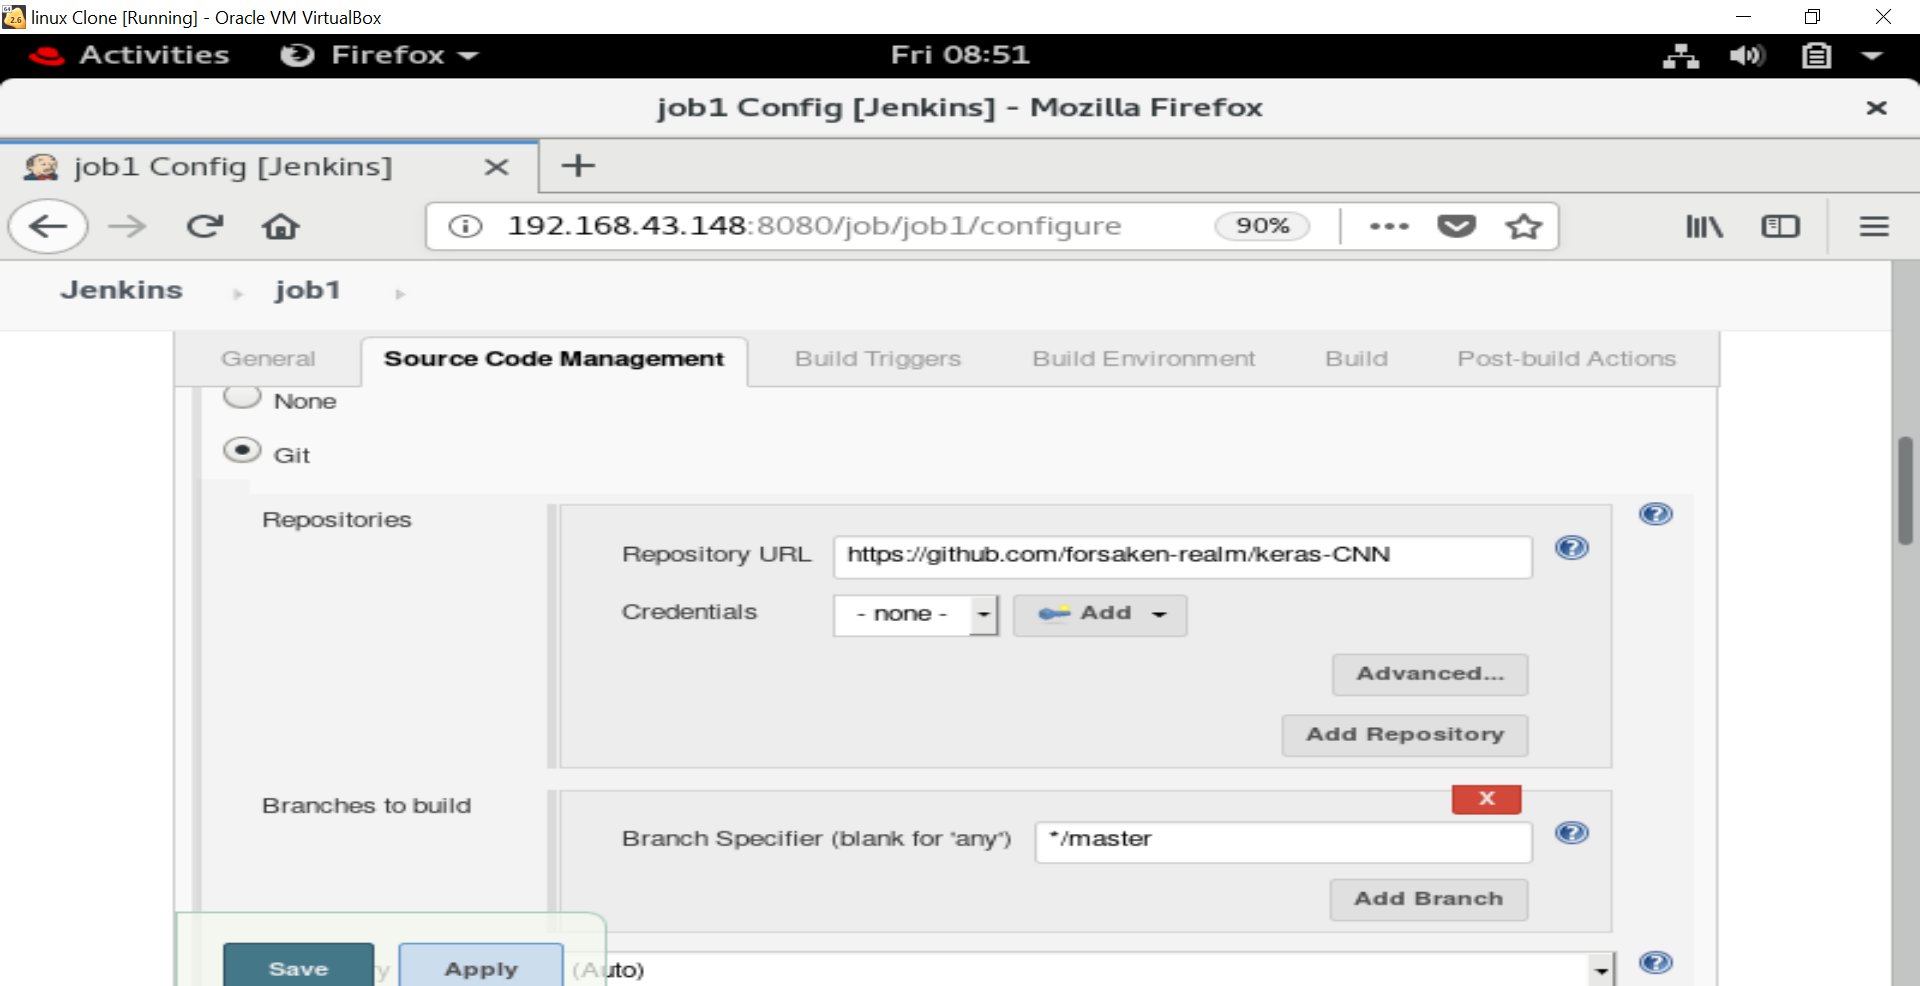 linux Clone [Running] - Oracle VM VirtualBox
Activities Firefox Fri 08:51
job1 Config [Jenkins] - Mozilla Firefox
job1 Config [Jenkins]
192.168.43.148:8080/job/job1/configure 90%
Jenkins job1
General Source Code Management Build Triggers Build Environment Build Post-build Actions
None
Git
Repositories
Repository URL https://github.com/forsaken-realm/keras-CNN
Credentials - none - Add
Advanced...
Add Repository
Branches to build
X
Branch Specifier (blank for 'any') */master
Add Branch
Save y Apply (Auto)